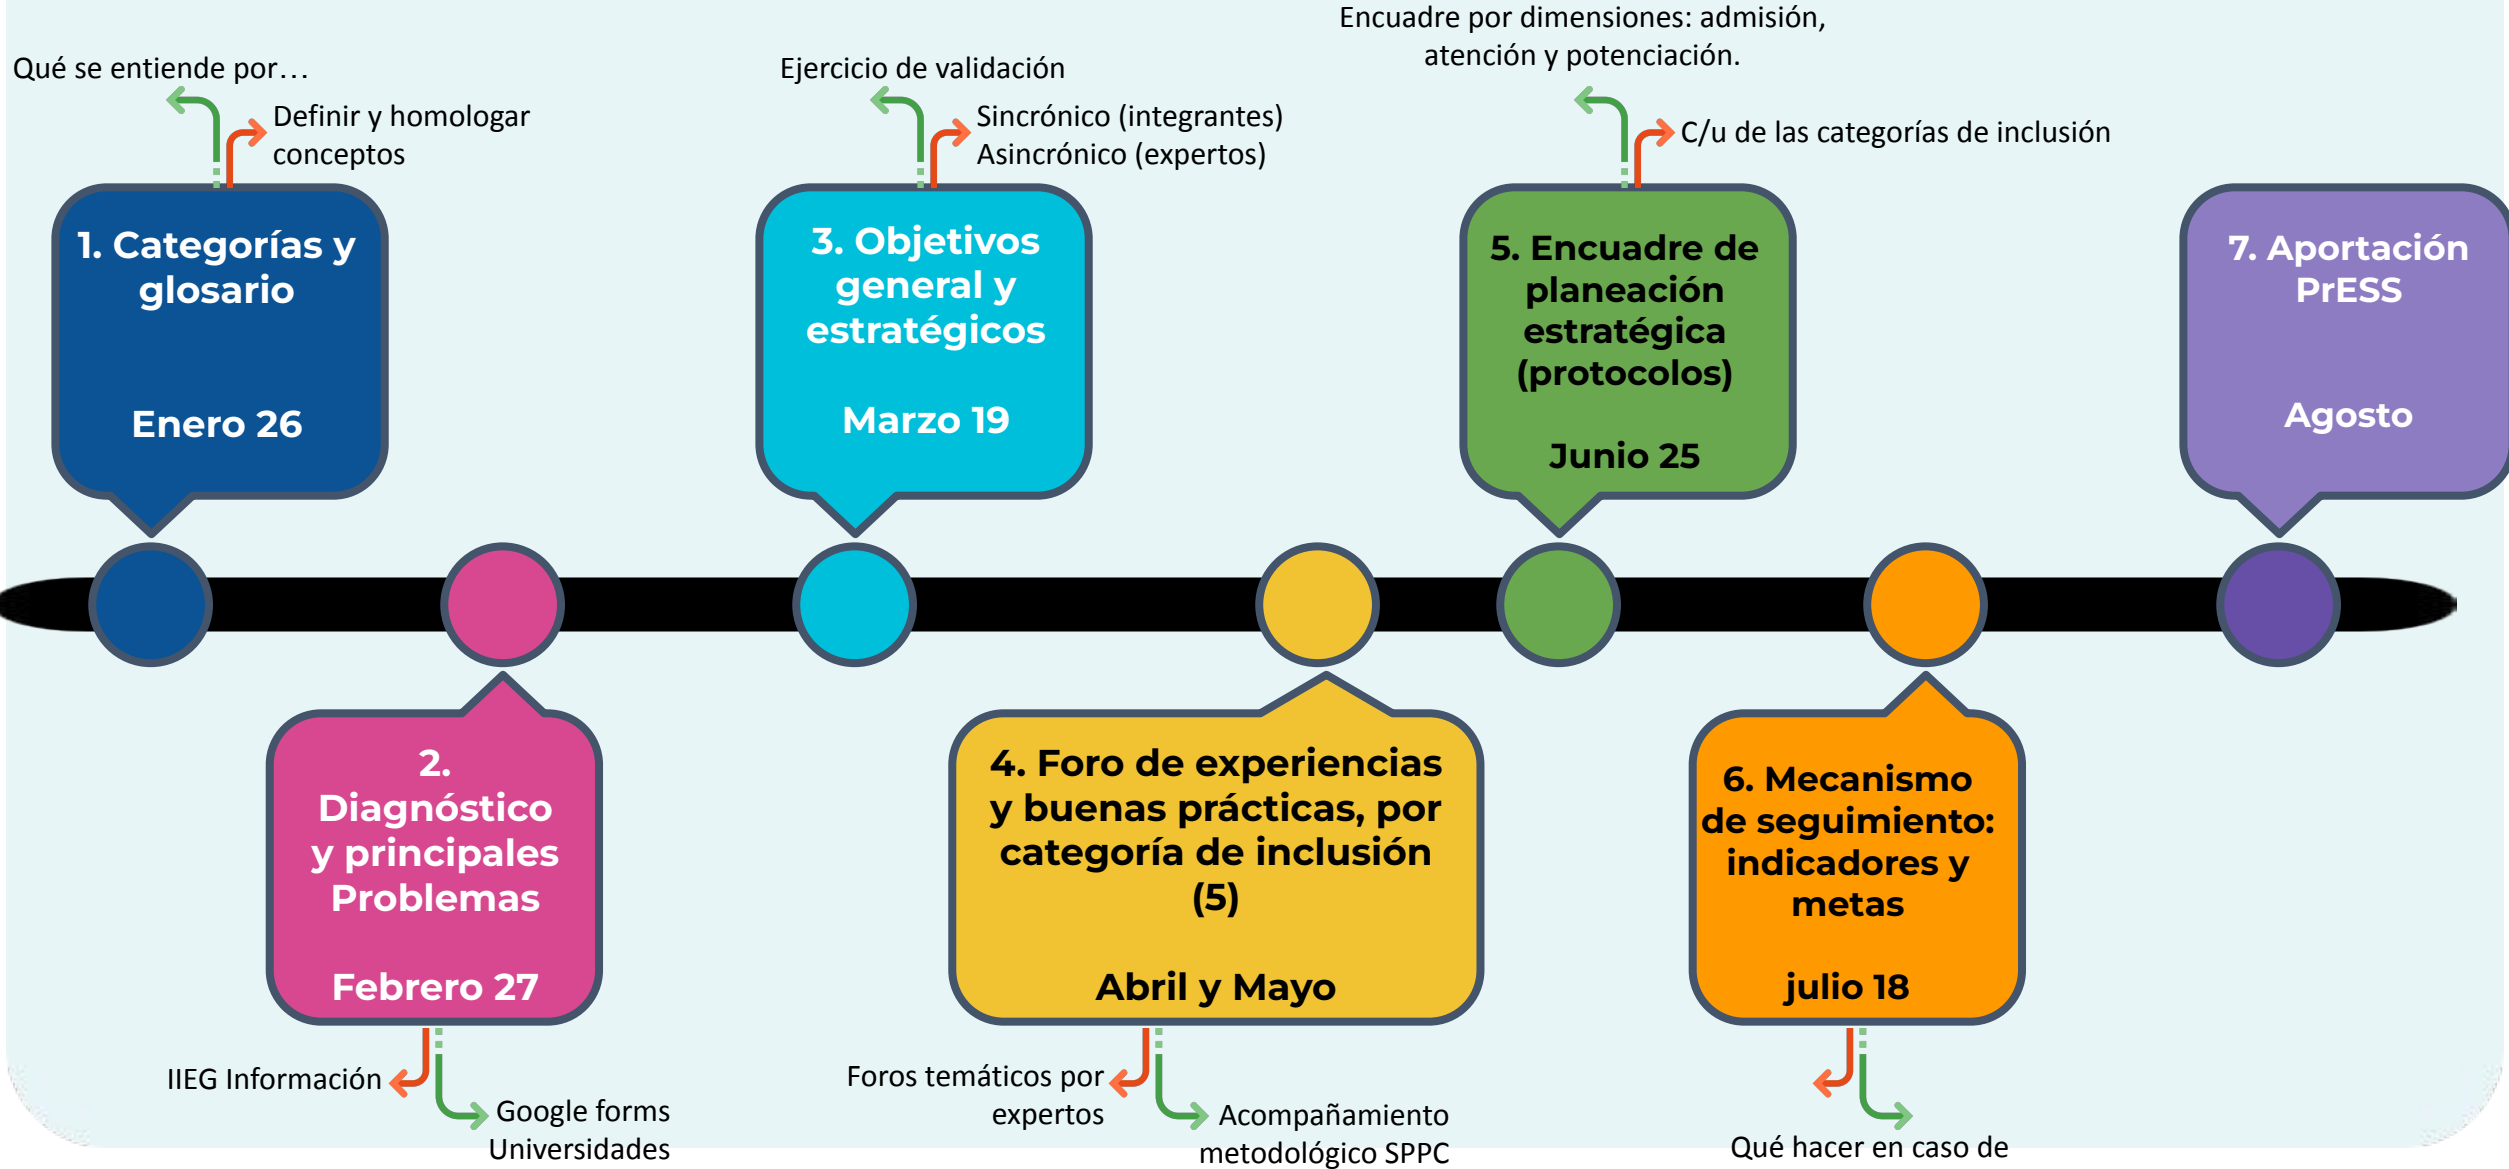 Qué se entiende por…
Definir y homologar
conceptos
1. Categorías y
glosario
Enero 26
2.
Diagnóstico
y principales
Problemas
Febrero 27
IIEG Información
Google forms
Universidades
Ejercicio de validación
Sincrónico (integrantes)
Asincrónico (expertos)
3. Objetivos
general y
estratégicos
Marzo 19
4. Foro de experiencias
y buenas prácticas, por
categoría de inclusión
(5)
Abril y Mayo
Foros temáticos por
expertos
Acompañamiento
metodológico SPPC
Encuadre por dimensiones: admisión,
atención y potenciación.
C/u de las categorías de inclusión
5. Encuadre de
planeación
estratégica
(protocolos)
Junio 25
6. Mecanismo
de seguimiento:
indicadores y
metas
julio 18
Qué hacer en caso de
7. Aportación
PrESS
Agosto